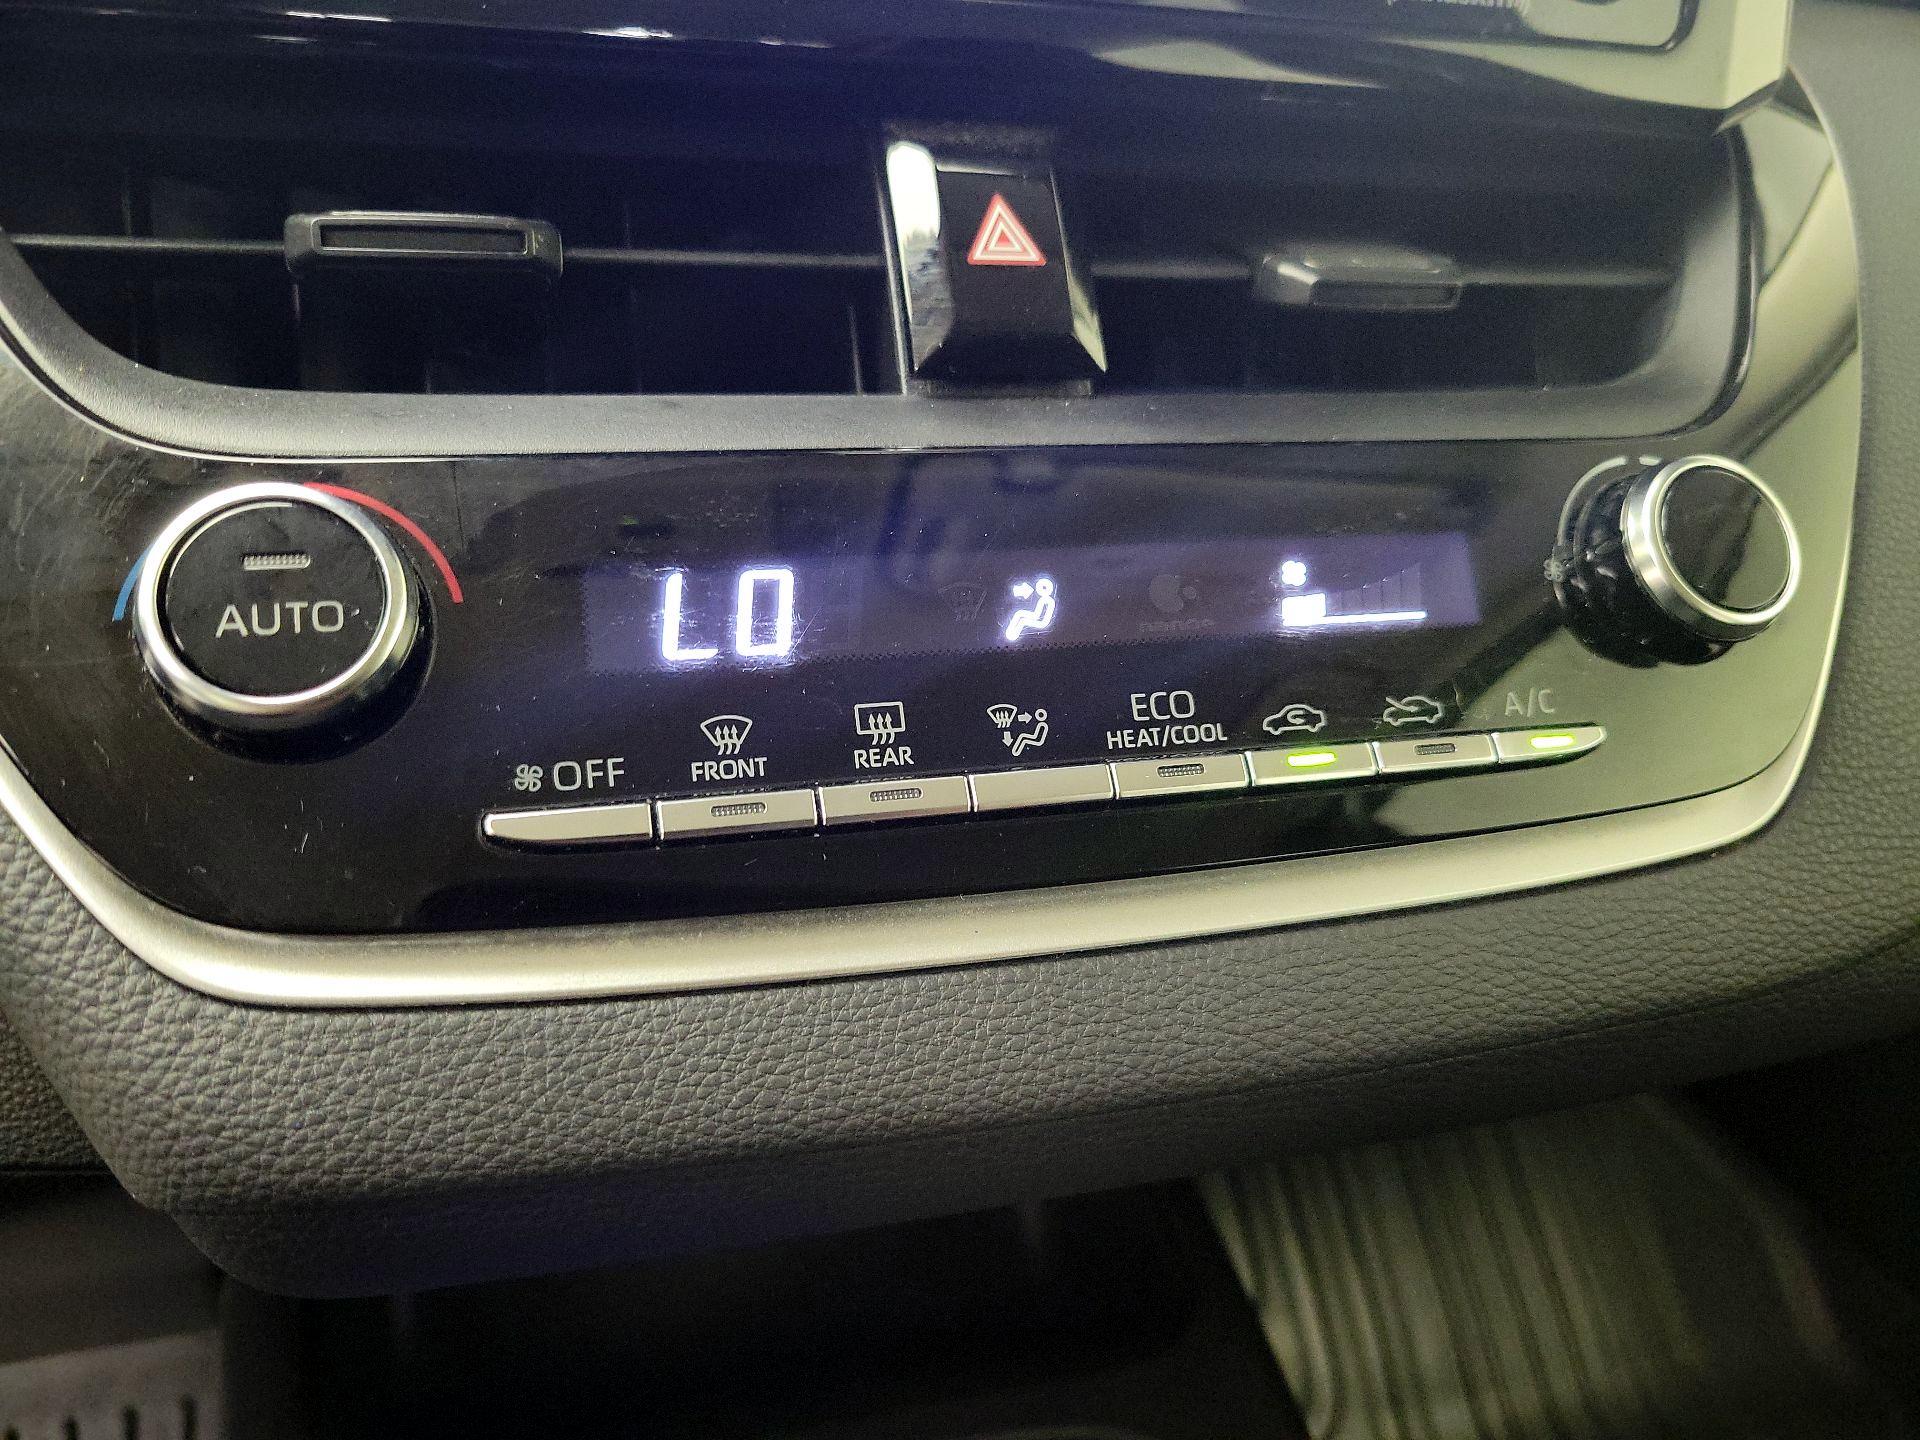 AUTO
LO
OFF
FRONT
REAR
ECO
HEAT/COOL
A/C